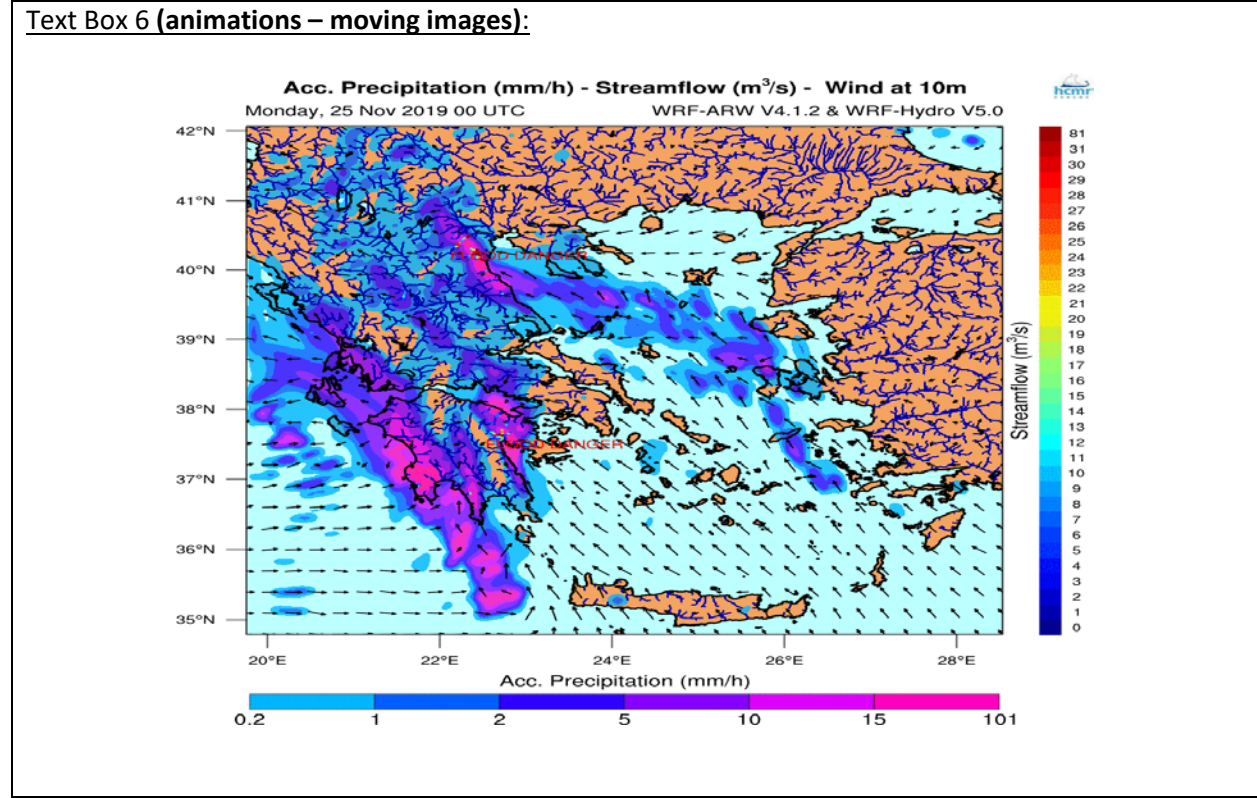 Text Box 6 (animations – moving images):
Acc. Precipitation (mm/h) - Streamflow (m³/s) - Wind at 10m
hcmr
Monday, 25 Nov 2019 00 UTC
WRF-ARW V4.1.2 & WRF-Hydro V5.0
42°N
41°N
40°N
39°N
38°N
37°N
36°N
35°N
FLOOD DANGER
FLOOD DANGER
20°E
22°E
24°E
26°E
28°E
Acc. Precipitation (mm/h)
0.2
1
2
5
10
15
101
81
31
30
29
28
27
26
25
24
23
22
21
20
19
18
17
16
15
14
13
12
11
10
9
8
7
6
5
4
3
2
1
0
Streamflow (m³/s)